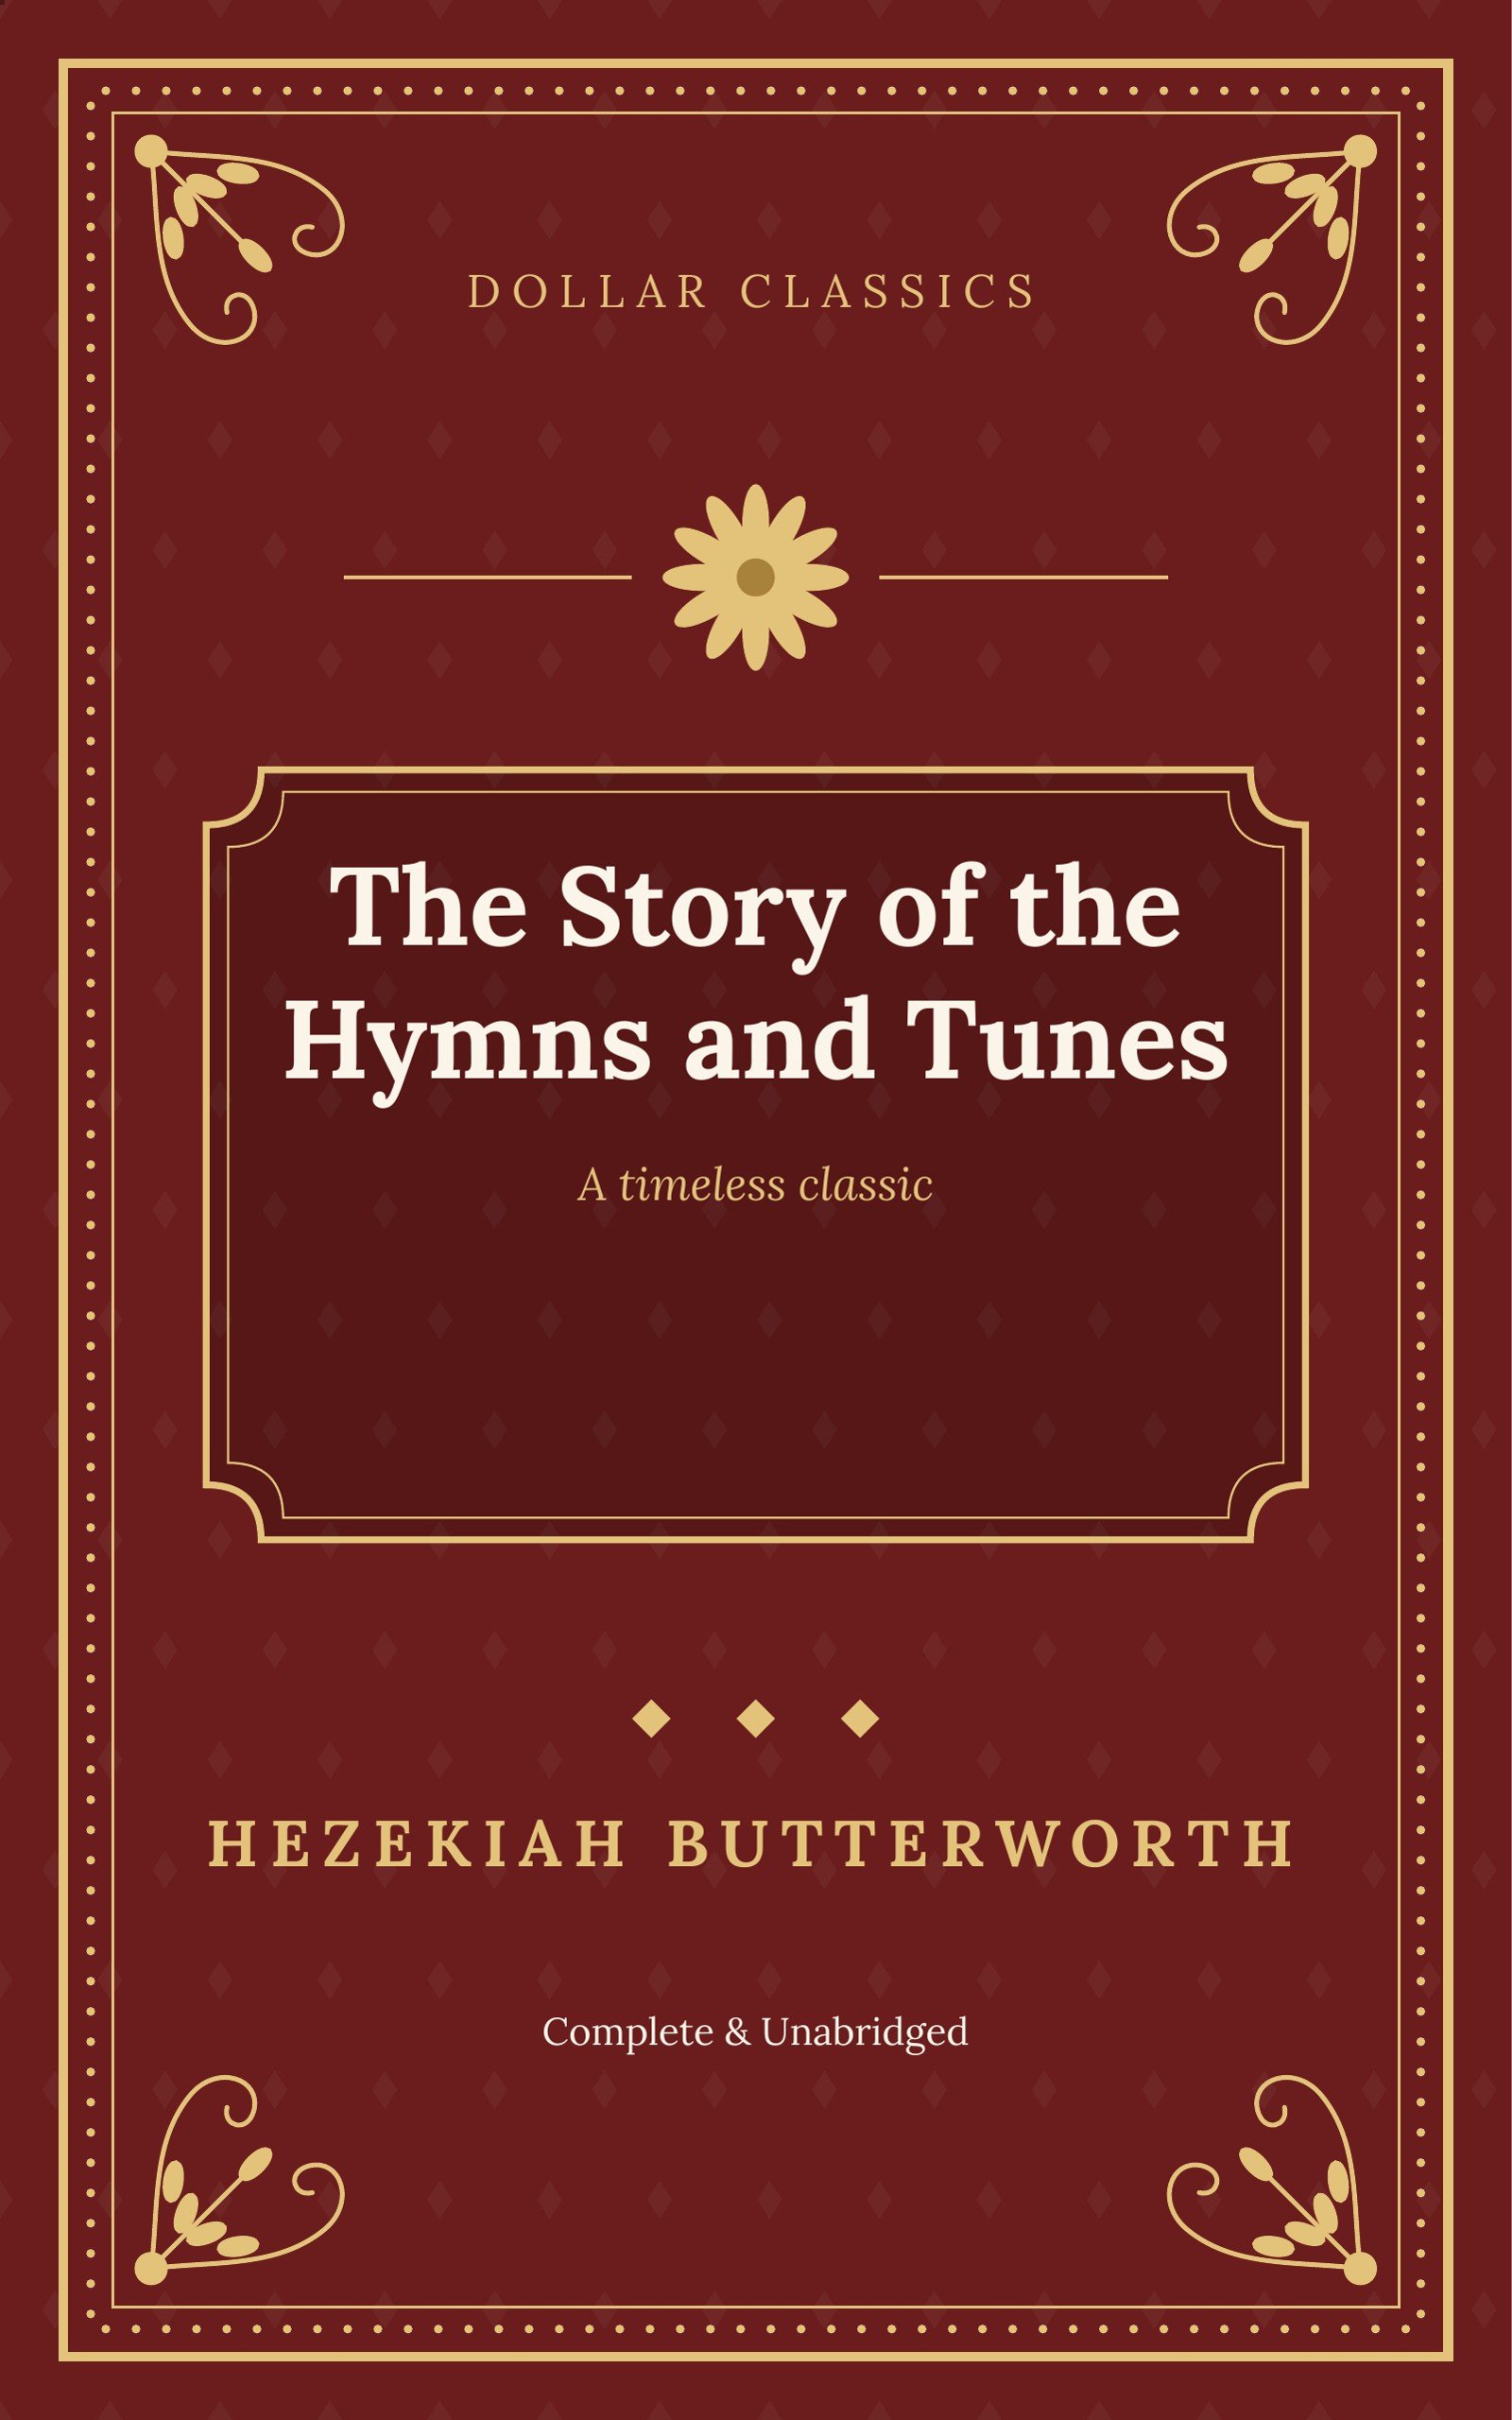 DOLLAR CLASSICS
The Story of the
Hymns and Tunes
A timeless classic
HEZEKIAH BUTTERWORTH
Complete & Unabridged